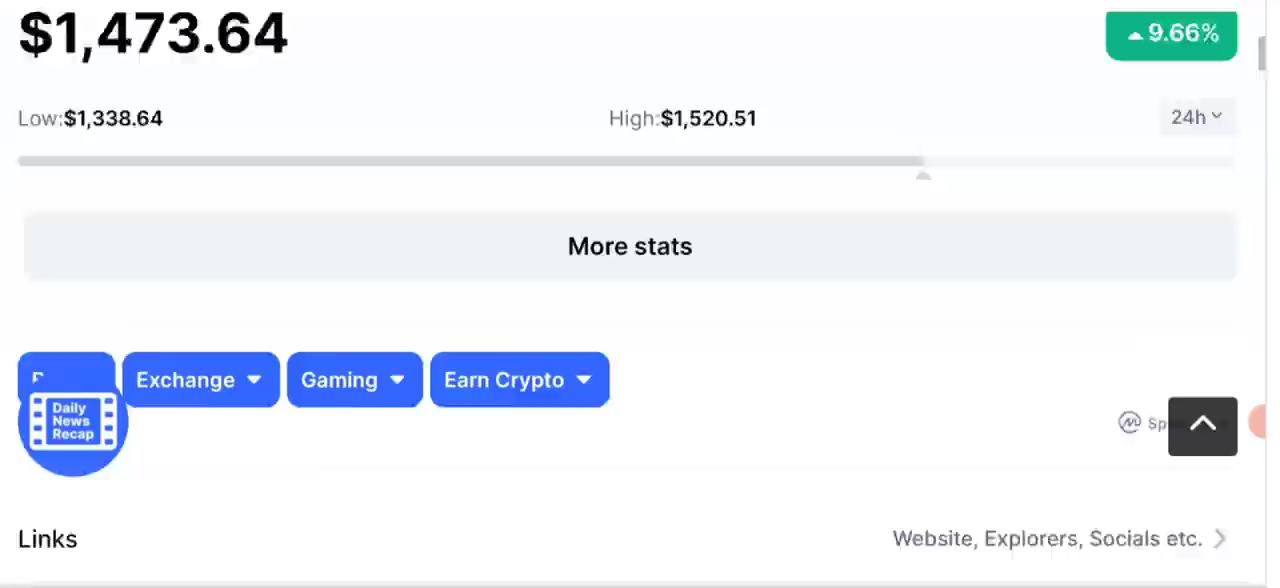 $1,473.64
9.66%
Low:$1,338.64 High:$1,520.51 24h
More stats
Exchange Gaming Earn Crypto
Daily
News
Recap
Links Website, Explorers, Socials etc.